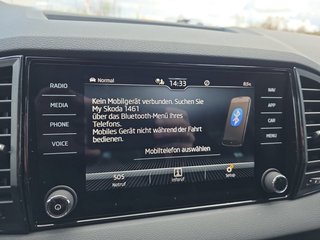 RADIO
MEDIA
PHONE
VOICE
Normal
14:33
Kein Mobilgerät verbunden. Suchen Sie
My Skoda 1461
über das Bluetooth-Menü Ihres
Telefons.
Mobiles Gerät nicht während der Fahrt
bedienen.
Mobiltelefon auswählen
SOS
Notruf
Inforuf
Setup
NAV
APP
CAR
MENU